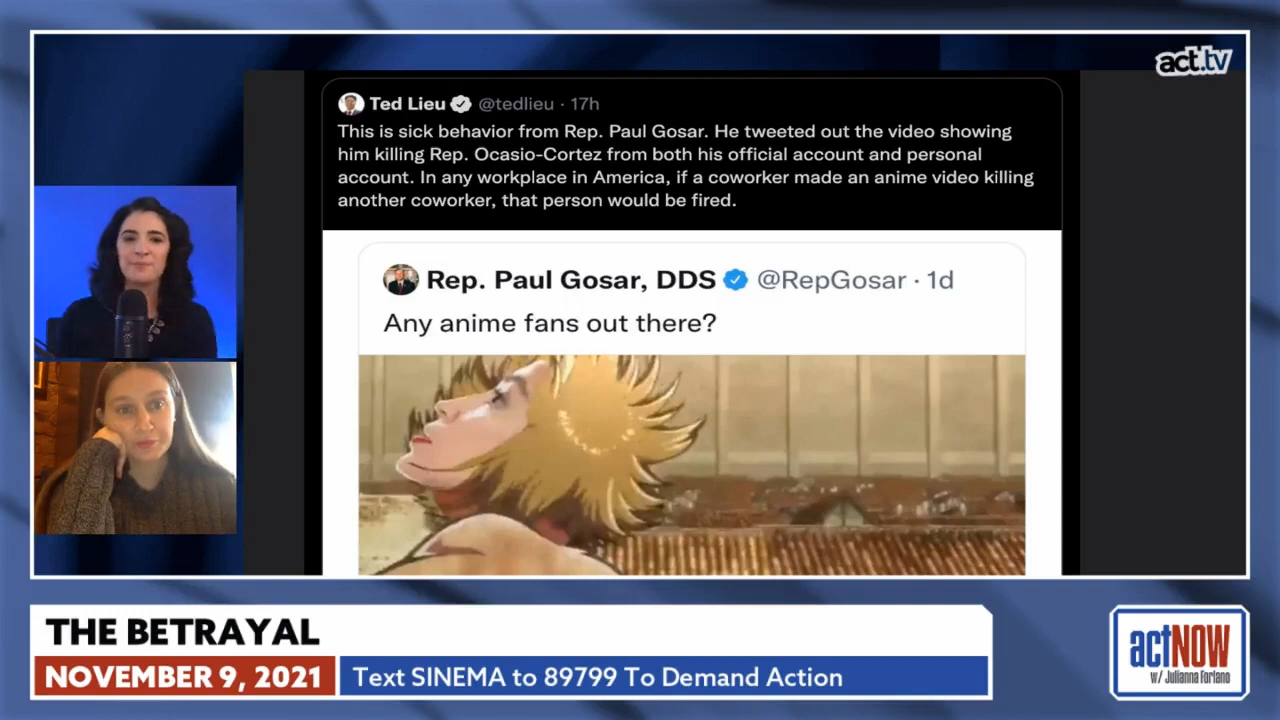 act.tv
Ted Lieu @tedlieu · 17h
This is sick behavior from Rep. Paul Gosar. He tweeted out the video showing
him killing Rep. Ocasio-Cortez from both his official account and personal
account. In any workplace in America, if a coworker made an anime video killing
another coworker, that person would be fired.
Rep. Paul Gosar, DDS @RepGosar · 1d
Any anime fans out there?
THE BETRAYAL
NOVEMBER 9, 2021
Text SINEMA to 89799 To Demand Action
actNOW
w/ Julianna Forlano